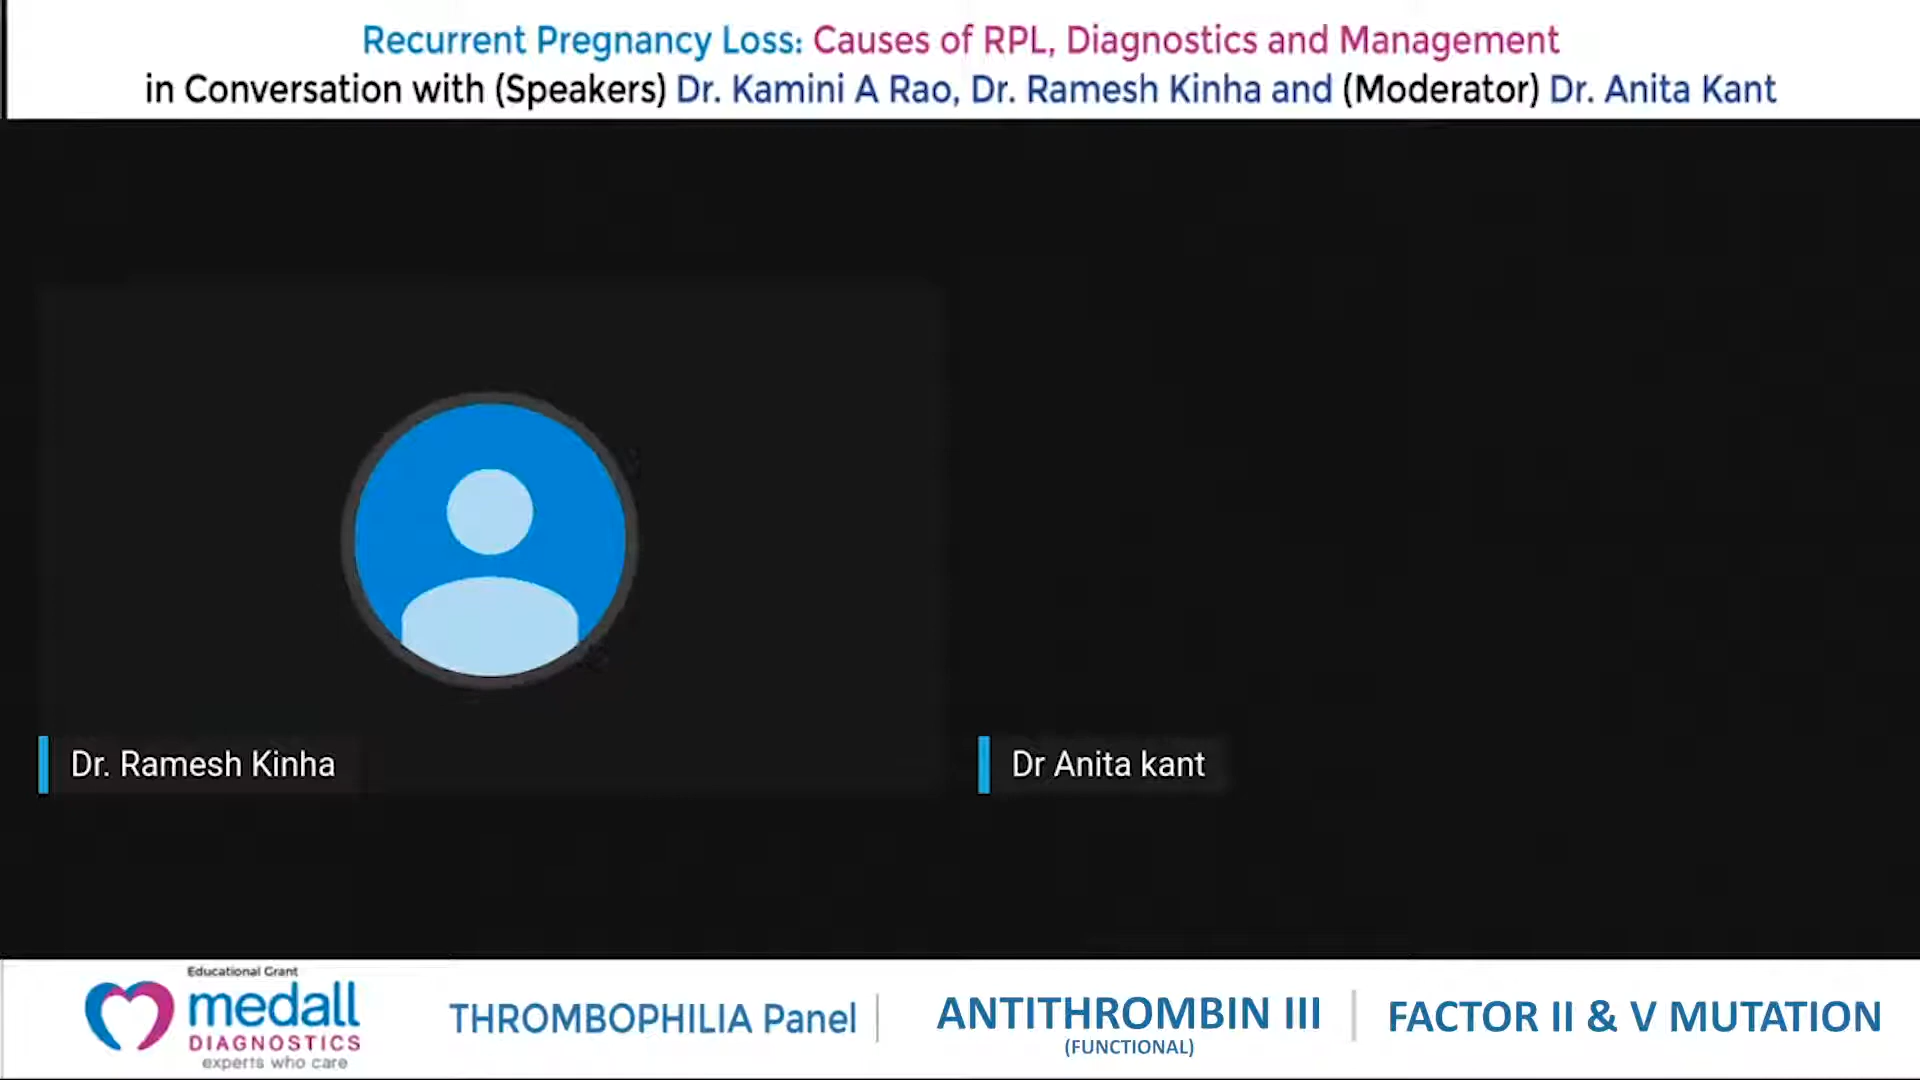 Recurrent Pregnancy Loss: Causes of RPL, Diagnostics and Management
in Conversation with (Speakers) Dr. Kamini A Rao, Dr. Ramesh Kinha and (Moderator) Dr. Anita Kant
Dr. Ramesh Kinha
Dr Anita kant
Educational Grant
medall
DIAGNOSTICS
experts who care
THROMBOPHILIA Panel
ANTITHROMBIN III
(FUNCTIONAL)
FACTOR II & V MUTATION